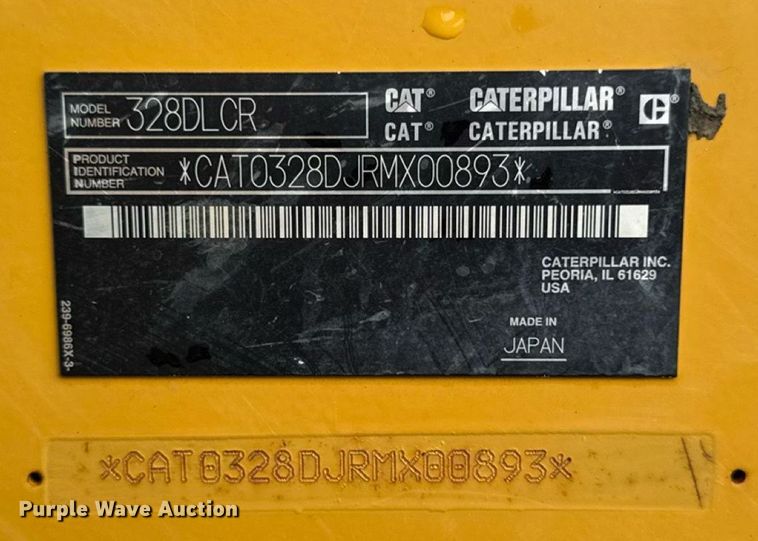 MODEL NUMBER 328DLCR
CAT CATERPILLAR®
CAT® CATERPILLAR® C®
PRODUCT IDENTIFICATION NUMBER *CAT0328DJRMX00893*
CATERPILLAR INC.
PEORIA, IL 61629
USA
MADE IN
JAPAN
239-6986X-3
*CAT0328DJRMX00893*
Purple Wave Auction